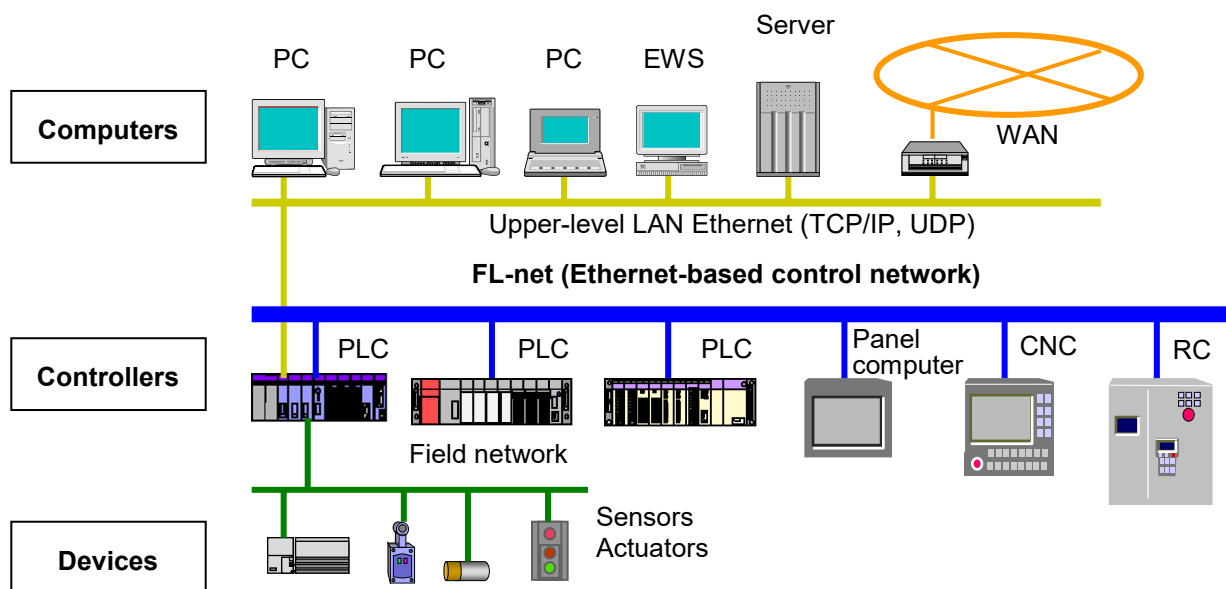 Server
PC
PC
PC
EWS
Computers
WAN
Upper-level LAN Ethernet (TCP/IP, UDP)
FL-net (Ethernet-based control network)
Controllers
PLC
PLC
PLC
Panel
computer
CNC
RC
Field network
Devices
Sensors
Actuators